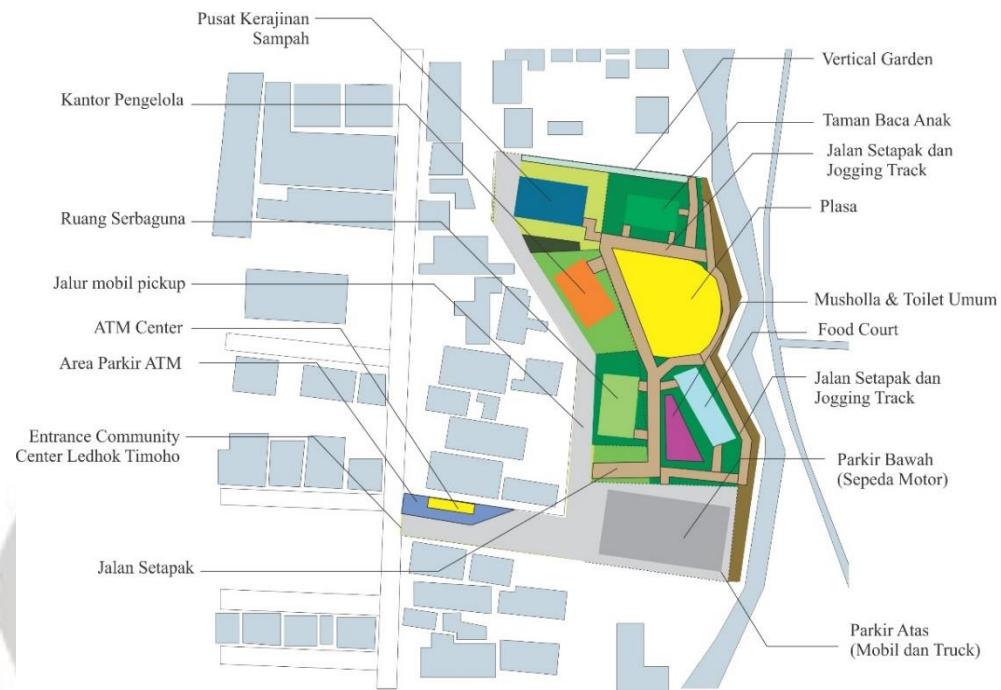 Pusat Kerajinan
Sampah
Kantor Pengelola
Ruang Serbaguna
Jalur mobil pickup
ATM Center
Area Parkir ATM
Entrance Community
Center Ledhok Timoho
Jalan Setapak
Vertical Garden
Taman Baca Anak
Jalan Setapak dan
Jogging Track
Plasa
Musholla & Toilet Umum
Food Court
Jalan Setapak dan
Jogging Track
Parkir Bawah
(Sepeda Motor)
Parkir Atas
(Mobil dan Truck)